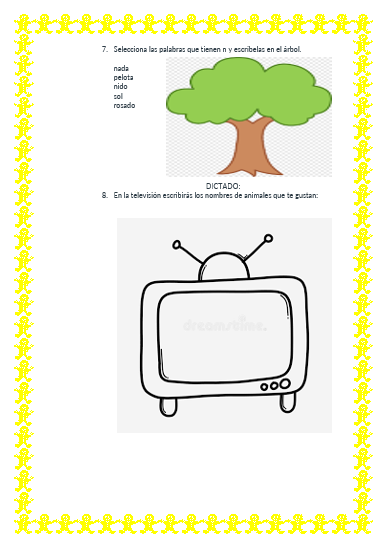 7. Selecciona las palabras que tienen n y escribelas en el árbol.
nada
pelota
nido
sol
rosado
DICTADO:
8. En la televisión escribirás los nombres de animales que te gustan:
dreamstime.